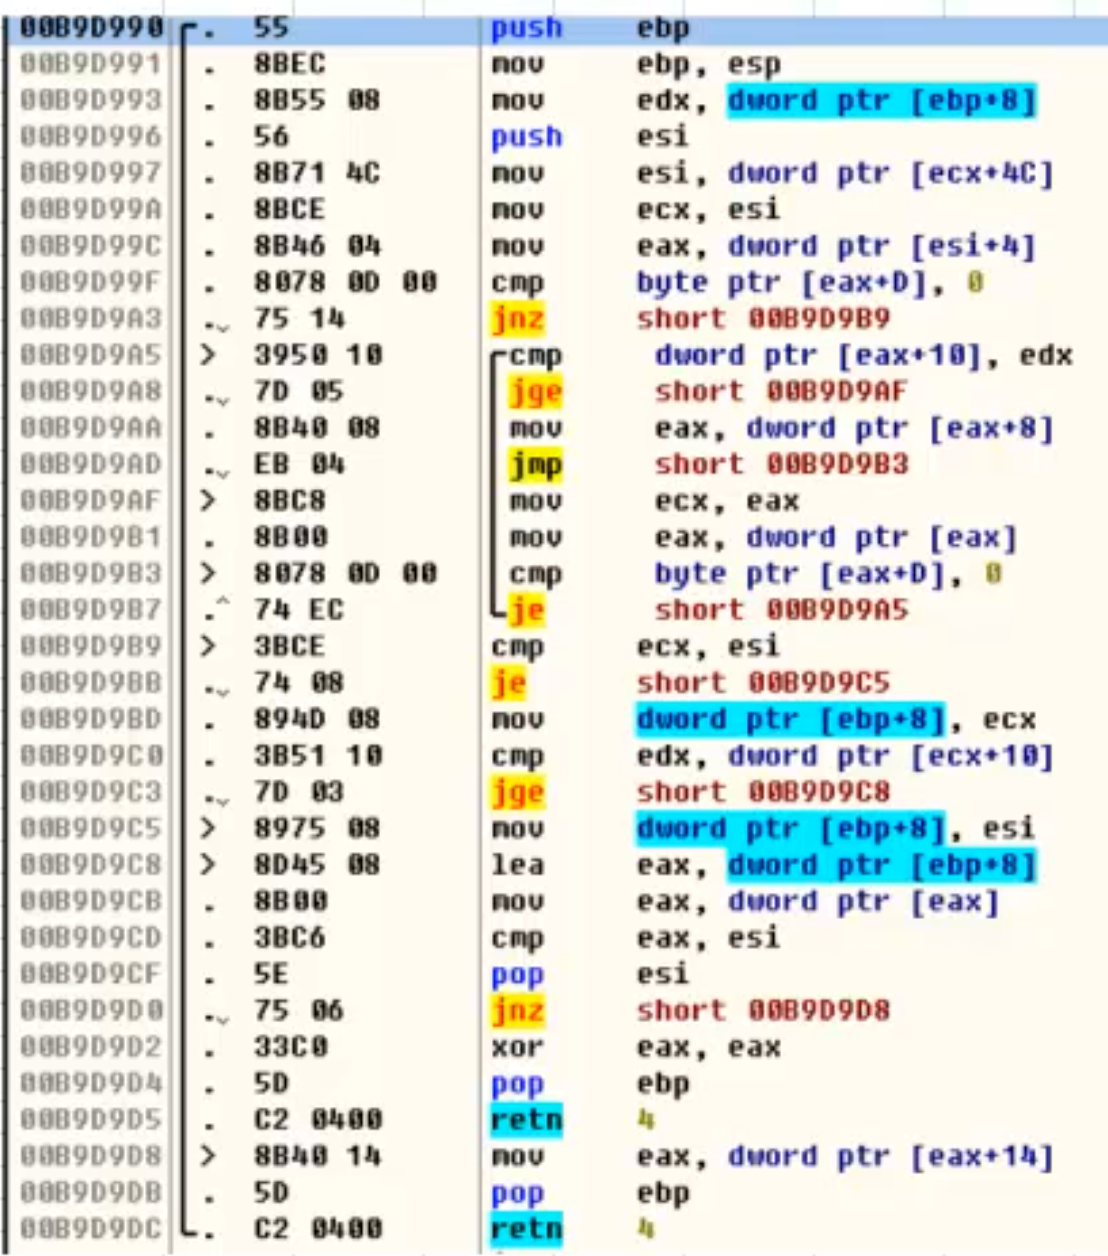 00B9D990 . 55 push ebp
00B9D991 . 8BEC mov ebp, esp
00B9D993 . 8B55 08 mov edx, dword ptr [ebp+8]
00B9D996 . 56 push esi
00B9D997 . 8B71 4C mov esi, dword ptr [ecx+4C]
00B9D99A . 8BCE mov ecx, esi
00B9D99C . 8B46 04 mov eax, dword ptr [esi+4]
00B9D99F . 8078 0D 00 cmp byte ptr [eax+D], 0
00B9D9A3 .⌄ 75 14 jnz short 00B9D9B9
00B9D9A5 > 3950 10 cmp dword ptr [eax+10], edx
00B9D9A8 .⌄ 7D 05 jge short 00B9D9AF
00B9D9AA . 8B40 08 mov eax, dword ptr [eax+8]
00B9D9AD .⌄ EB 04 jmp short 00B9D9B3
00B9D9AF > 8BC8 mov ecx, eax
00B9D9B1 . 8B00 mov eax, dword ptr [eax]
00B9D9B3 > 8078 0D 00 cmp byte ptr [eax+D], 0
00B9D9B7 .^ 74 EC je short 00B9D9A5
00B9D9B9 > 3BCE cmp ecx, esi
00B9D9BB .⌄ 74 08 je short 00B9D9C5
00B9D9BD . 894D 08 mov dword ptr [ebp+8], ecx
00B9D9C0 . 3B51 10 cmp edx, dword ptr [ecx+10]
00B9D9C3 .⌄ 7D 03 jge short 00B9D9C8
00B9D9C5 > 8975 08 mov dword ptr [ebp+8], esi
00B9D9C8 > 8D45 08 lea eax, dword ptr [ebp+8]
00B9D9CB . 8B00 mov eax, dword ptr [eax]
00B9D9CD . 3BC6 cmp eax, esi
00B9D9CF . 5E pop esi
00B9D9D0 .⌄ 75 06 jnz short 00B9D9D8
00B9D9D2 . 33C0 xor eax, eax
00B9D9D4 . 5D pop ebp
00B9D9D5 . C2 0400 retn 4
00B9D9D8 > 8B40 14 mov eax, dword ptr [eax+14]
00B9D9DB . 5D pop ebp
00B9D9DC . C2 0400 retn 4